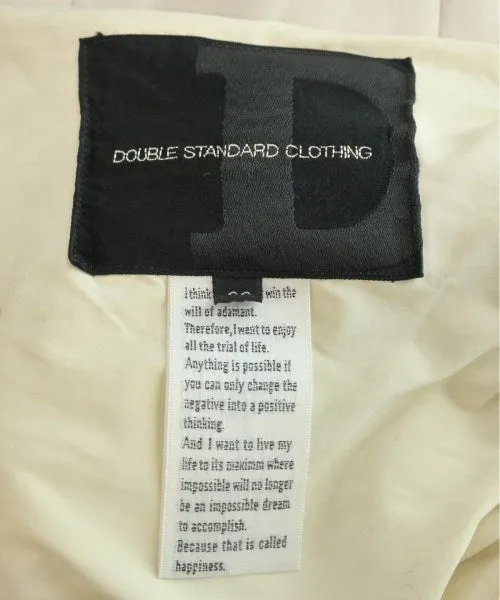 DOUBLE STANDARD CLOTHING
I think win the
will of adamant.
Therefore,I want to enjoy
all the trial of life.
Anything is possible if
you can only change the
negative into a positive
thinking.
And I want to live my
life to its maximm where
impossible will no longer
be an impossible dream
to accomplish.
Because that is called
happiness.